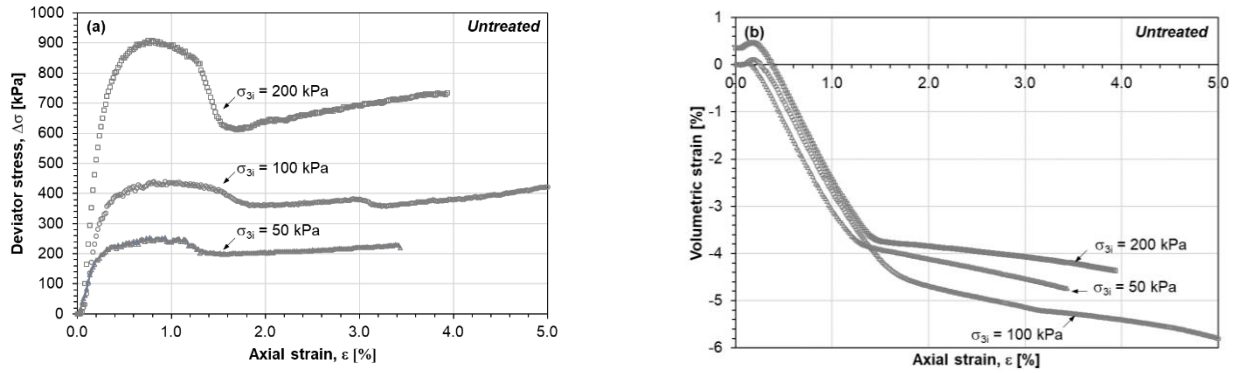 (a)
Untreated
1000
900
800
700
600
500
400
300
200
100
0
Deviator stress, Δσ [kPa]
σ3i = 200 kPa
σ3i = 100 kPa
σ3i = 50 kPa
0.0 1.0 2.0 3.0 4.0 5.0
Axial strain, ε [%]
(b)
Untreated
1
0
-1
-2
-3
-4
-5
-6
Volumetric strain [%]
0.0 1.0 2.0 3.0 4.0 5.0
σ3i = 200 kPa
σ3i = 50 kPa
σ3i = 100 kPa
Axial strain, ε [%]